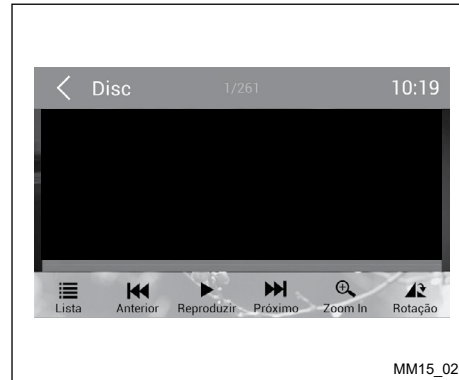 Disc 1/261 10:19
Lista Anterior Reproduzir Próximo Zoom In Rotação
MM15_02